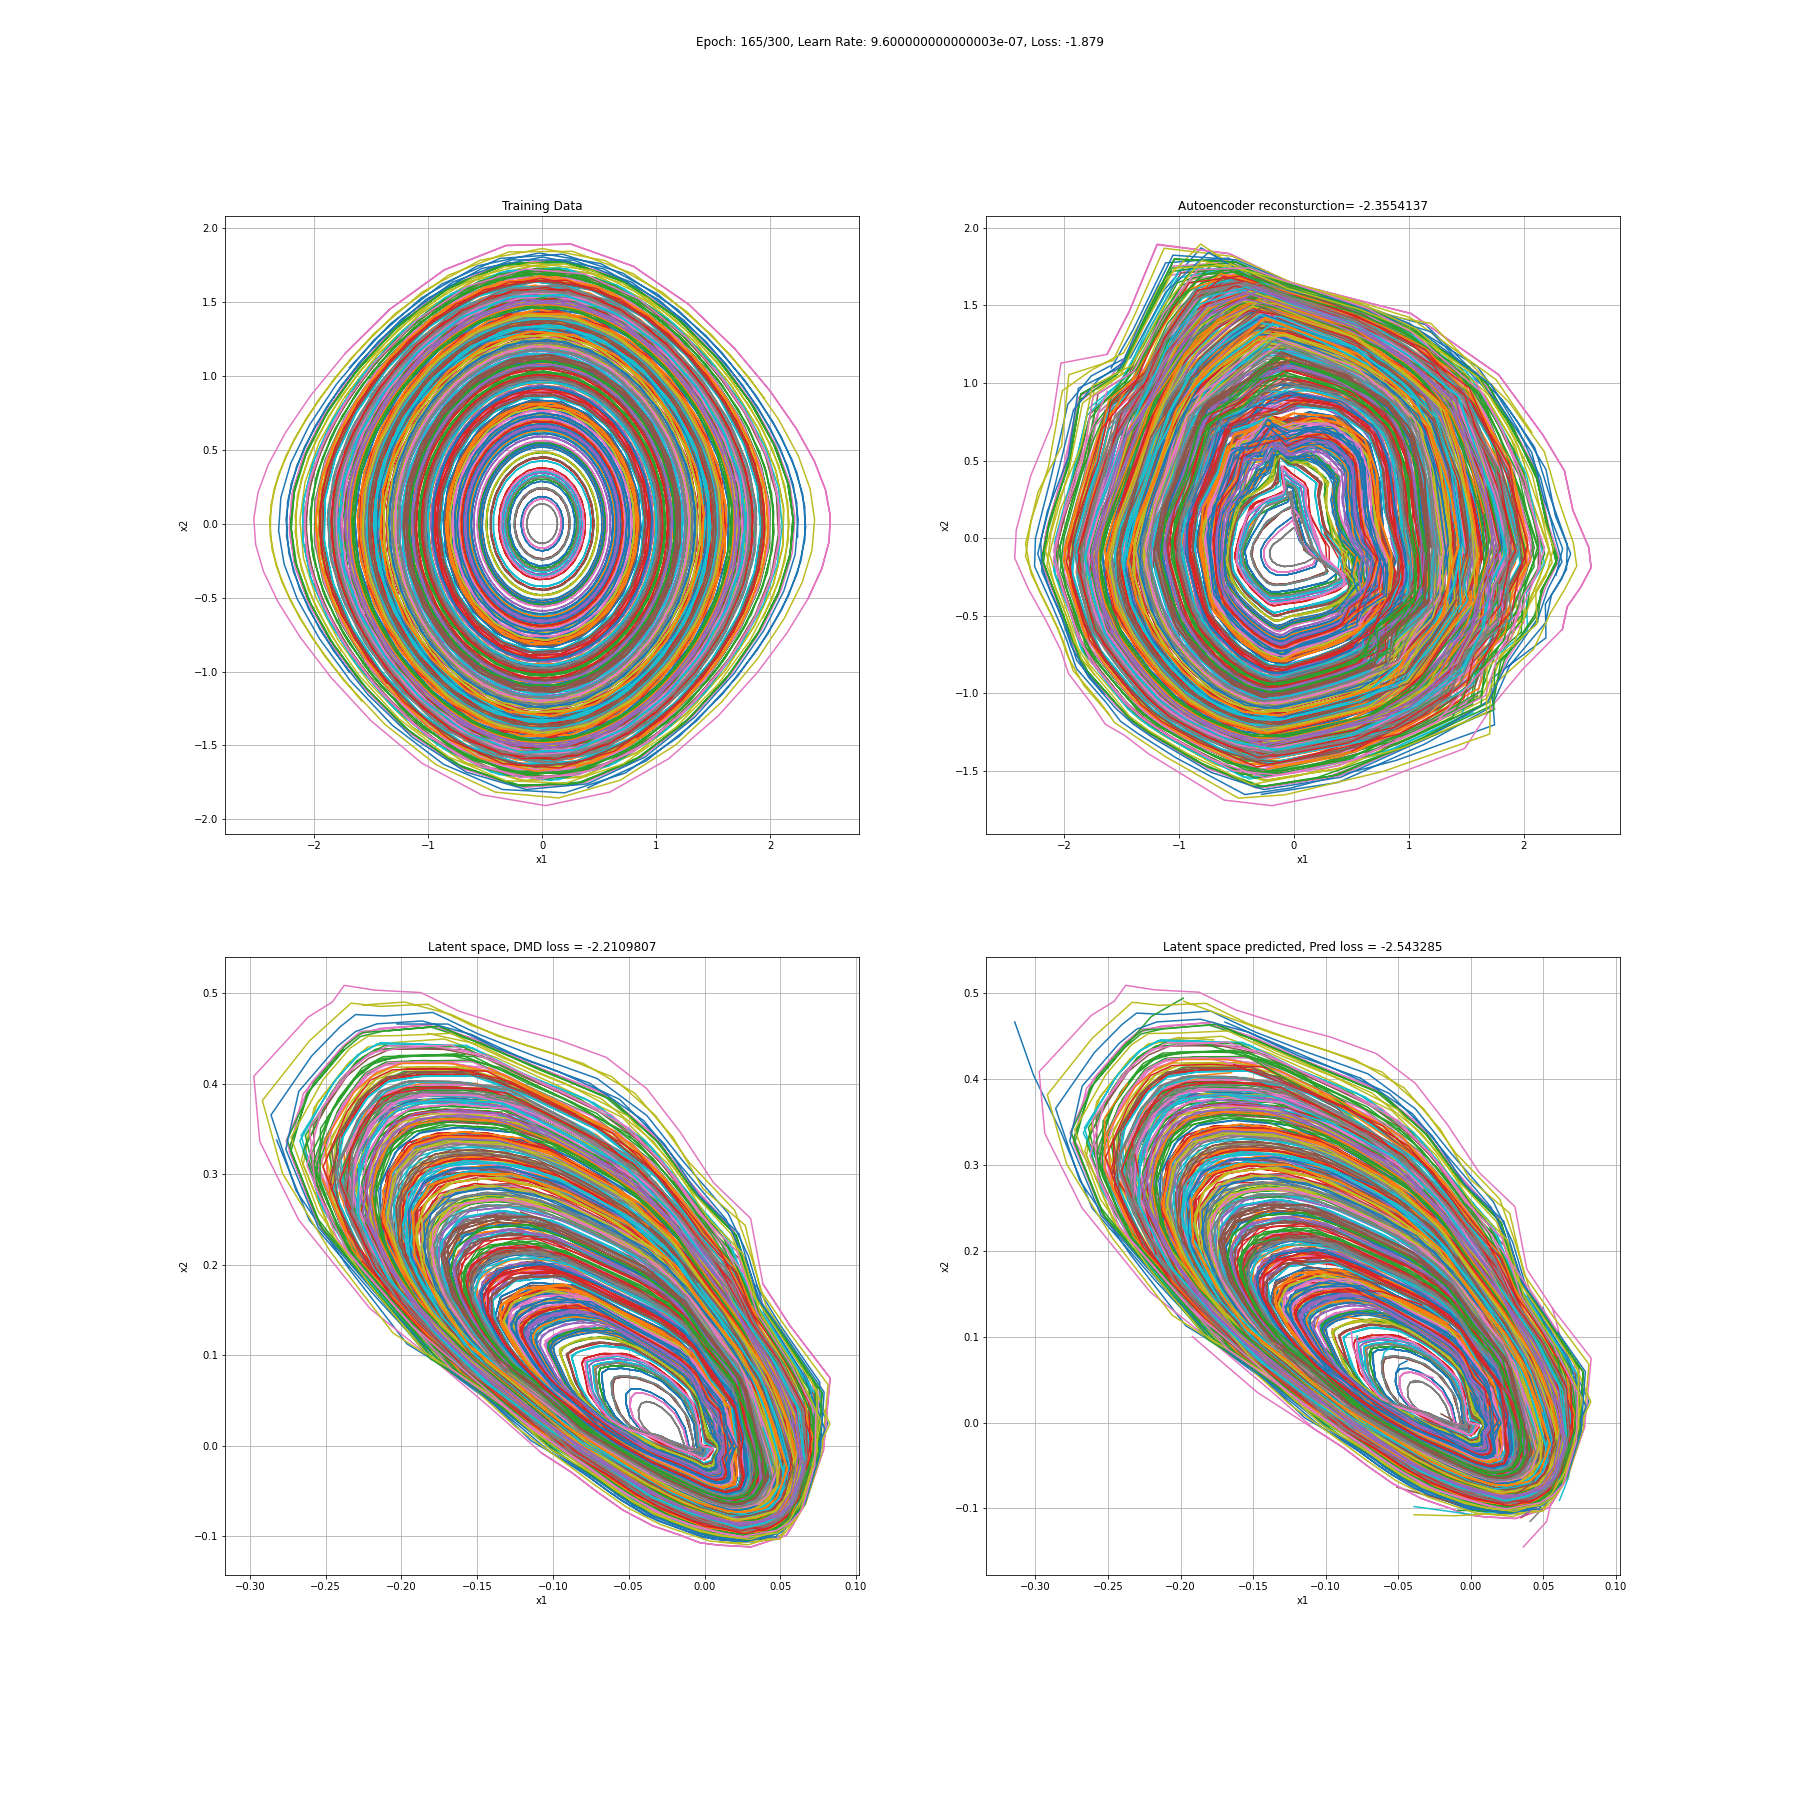 Epoch: 165/300, Learn Rate: 9.600000000000003e-07, Loss: -1.879
Training Data
2.0
1.5
1.0
0.5
0.0
−0.5
−1.0
−1.5
−2.0
x2
−2 −1 0 1 2
x1
Autoencoder reconsturction= -2.3554137
2.0
1.5
1.0
0.5
0.0
−0.5
−1.0
−1.5
x2
−2 −1 0 1 2
x1
Latent space, DMD loss = -2.2109807
0.5
0.4
0.3
0.2
0.1
0.0
−0.1
x2
−0.30 −0.25 −0.20 −0.15 −0.10 −0.05 0.00 0.05 0.10
x1
Latent space predicted, Pred loss = -2.543285
0.5
0.4
0.3
0.2
0.1
0.0
−0.1
x2
−0.30 −0.25 −0.20 −0.15 −0.10 −0.05 0.00 0.05 0.10
x1